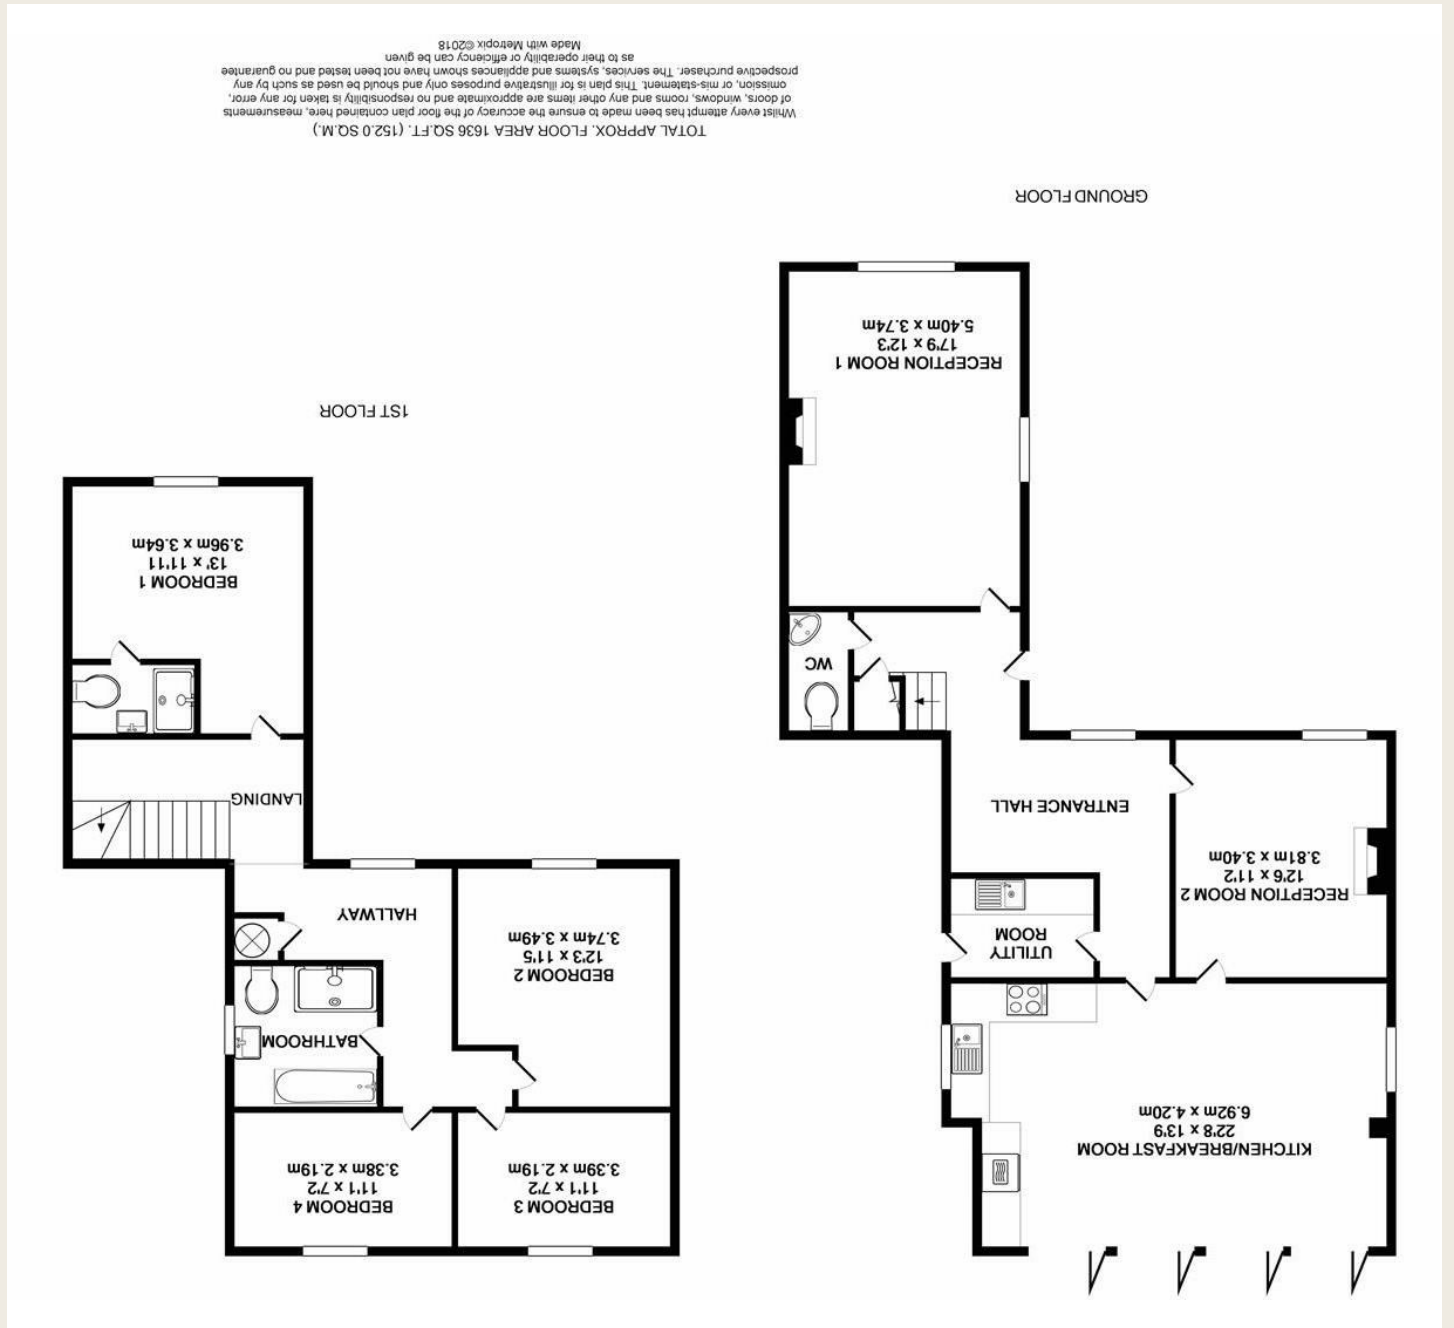 KITCHEN/BREAKFAST ROOM
22'8 x 13'9
6.92m x 4.20m
UTILITY
ROOM
RECEPTION ROOM 2
12'6 x 11'2
3.81m x 3.40m
ENTRANCE HALL
WC
RECEPTION ROOM 1
17'9 x 12'3
5.40m x 3.74m
GROUND FLOOR
BEDROOM 3
11'1 x 7'2
3.39m x 2.19m
BEDROOM 4
11'1 x 7'2
3.38m x 2.19m
BATHROOM
BEDROOM 2
12'3 x 11'5
3.74m x 3.49m
HALLWAY
LANDING
BEDROOM 1
13' x 11'11
3.96m x 3.64m
1ST FLOOR
TOTAL APPROX. FLOOR AREA 1636 SQ.FT. (152.0 SQ.M.)
Whilst every attempt has been made to ensure the accuracy of the floor plan contained here, measurements
of doors, windows, rooms and any other items are approximate and no responsibility is taken for any error,
omission, or mis-statement. This plan is for illustrative purposes only and should be used as such by any
prospective purchaser. The services, systems and appliances shown have not been tested and no guarantee
as to their operability or efficiency can be given
Made with Metropix ©2018